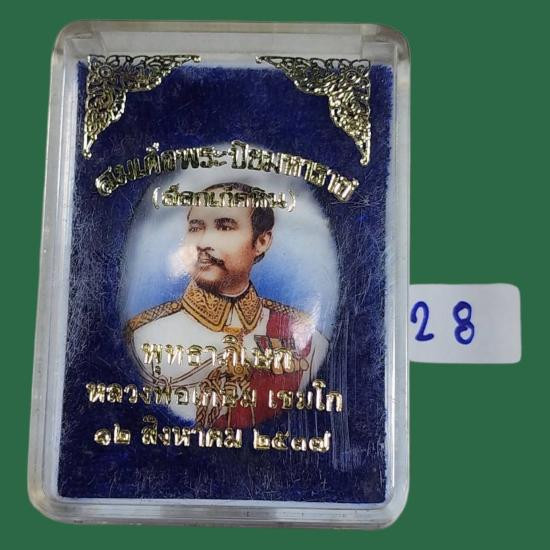 สมเด็จพระปิยมหาราช
(ล็อกเก็ตหิน)
พุทธาภิเษก
หลวงพ่อเกษม เขมโก
๑๒ สิงหาคม ๒๕๓๗
28